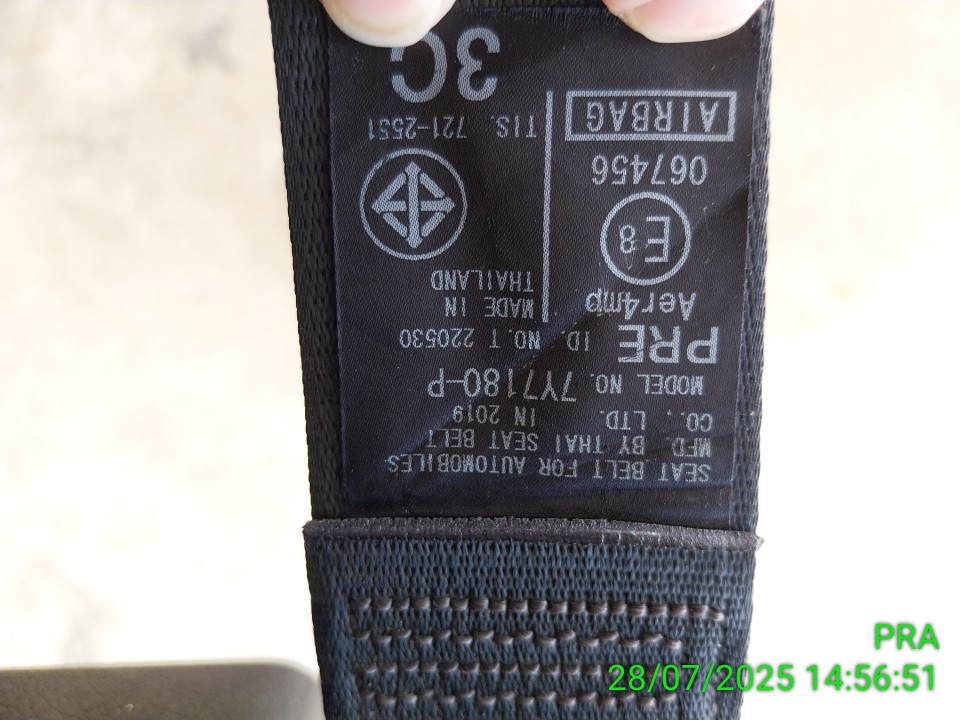 SEAT BELT FOR AUTOMOBILES
MFD. BY THAI SEAT BELT
CO., LTD. IN 2019
MODEL NO. 7Y7180-P
PRE ID. NO. T 220530
Aer4mp
E8
067456
AIRBAG
MADE IN
THAILAND
TIS. 721-2551
3C
PRA
28/07/2025 14:56:51